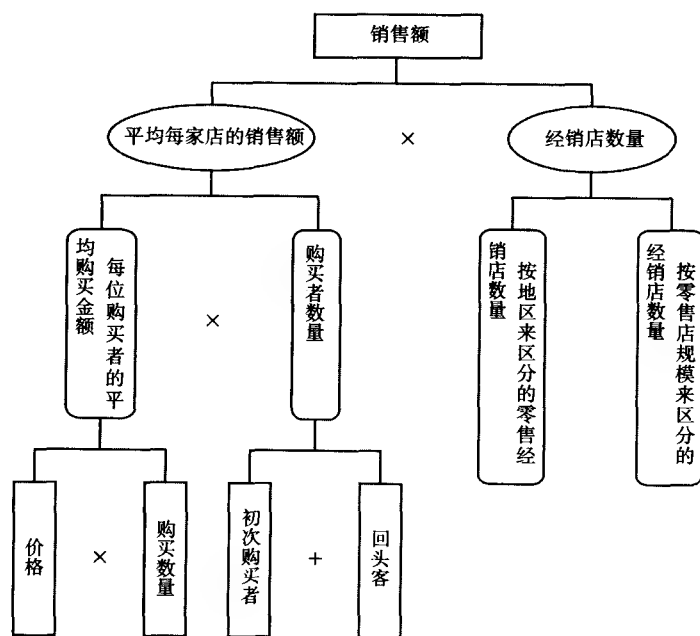 销售额
平均每家店的销售额
×
经销店数量
每位购买者的平
均购买金额
×
购买者数量
按地区来区分的零售经
销店数量
按零售店规模来区分的
经销店数量
价格
×
购买数量
初次购买者
+
回头客